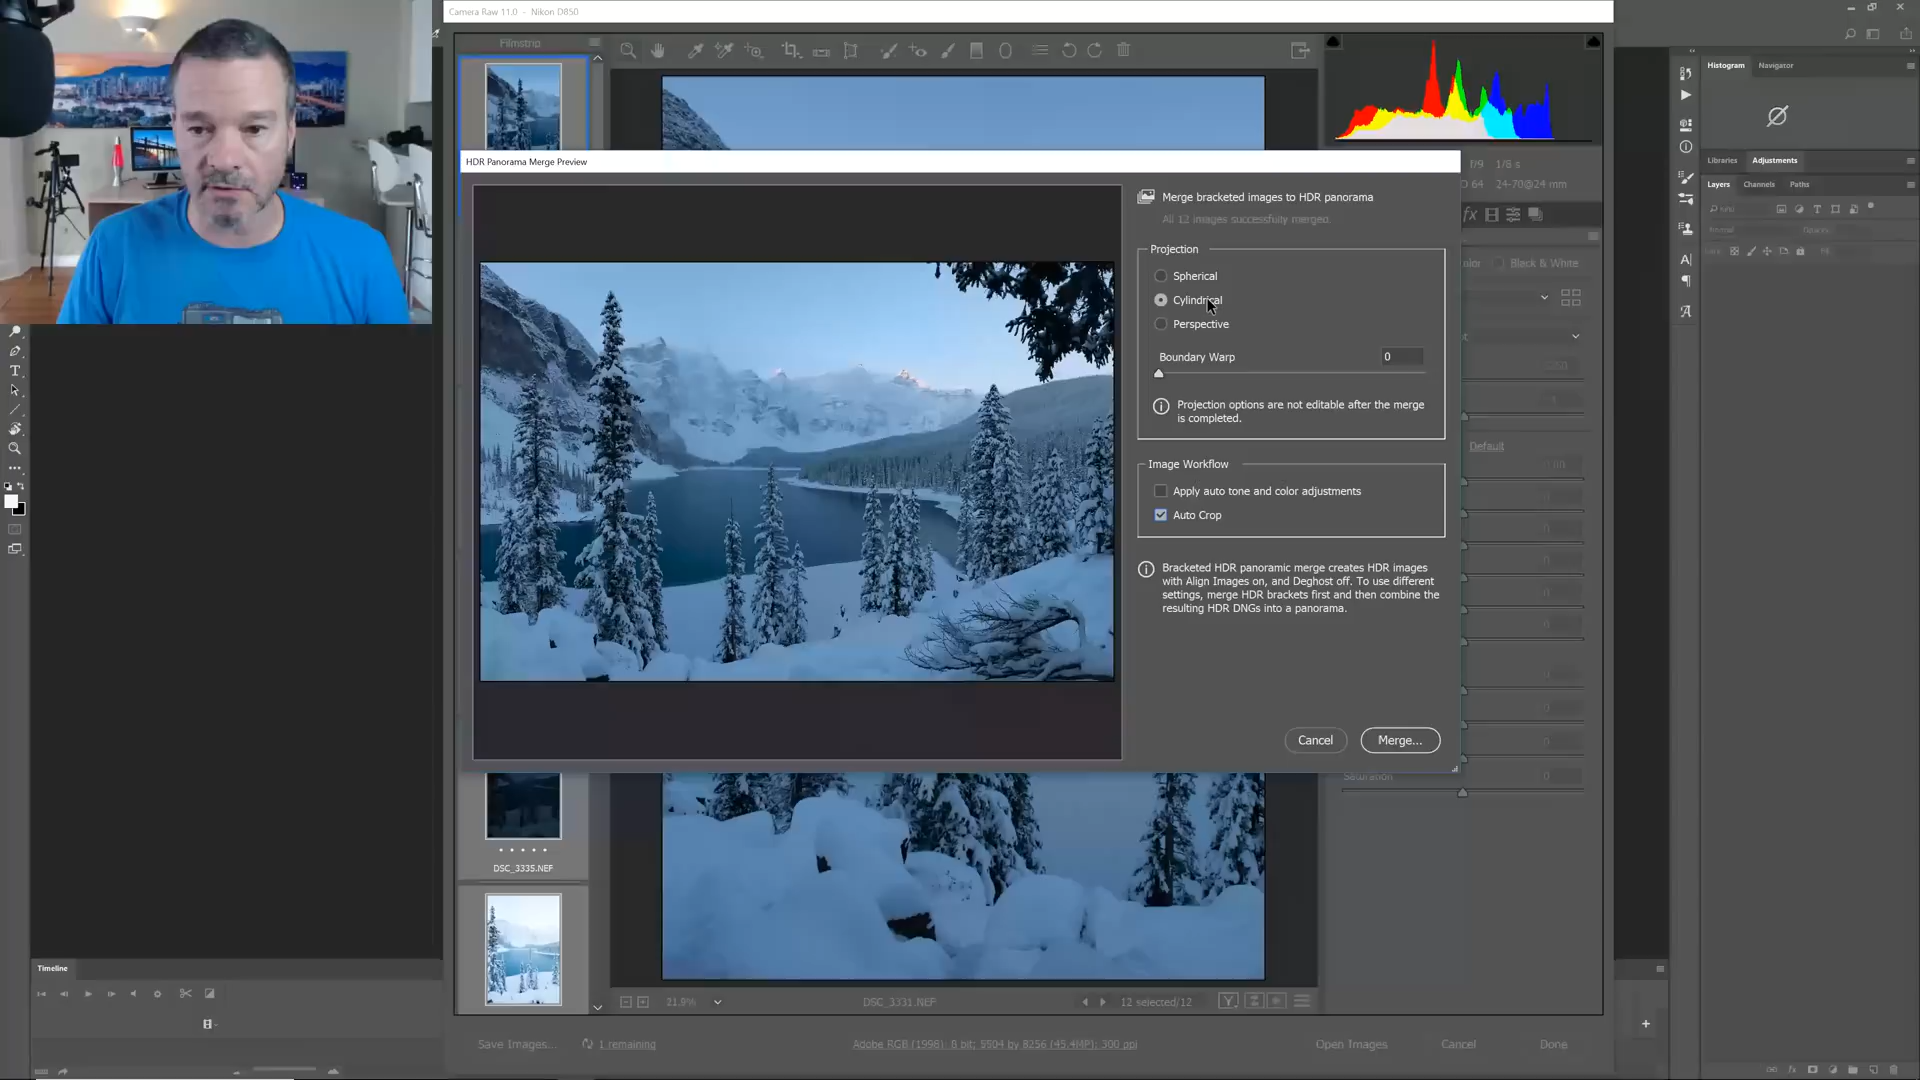 Camera Raw 11.0 - Nikon D850
Filmstrip
f/9 1/6 s
24-70@24 mm
Histogram
Navigator
Libraries
Adjustments
Layers
Channels
Paths
HDR Panorama Merge Preview
Merge bracketed images to HDR panorama
All 12 images successfully merged.
Projection
Spherical
Cylindrical
Perspective
Boundary Warp
0
Projection options are not editable after the merge
is completed.
Image Workflow
Apply auto tone and color adjustments
Auto Crop
Bracketed HDR panoramic merge creates HDR images
with Align Images on, and Deghost off. To use different
settings, merge HDR brackets first and then combine the
resulting HDR DNGs into a panorama.
Cancel
Merge...
Black & White
Default
Saturation
0
DSC_3335.NEF
Timeline
21.9%
DSC_3331.NEF
12 selected/12
Save Images...
1 remaining
Adobe RGB (1998); 8 bit; 5504 by 8256 (45.4MP); 300 ppi
Open Images
Cancel
Done